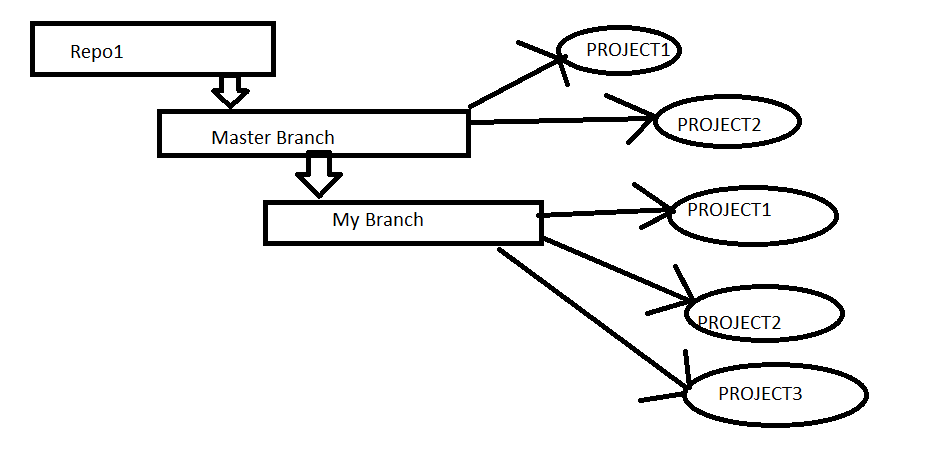 Repo1
PROJECT1
Master Branch
PROJECT2
My Branch
PROJECT1
PROJECT2
PROJECT3